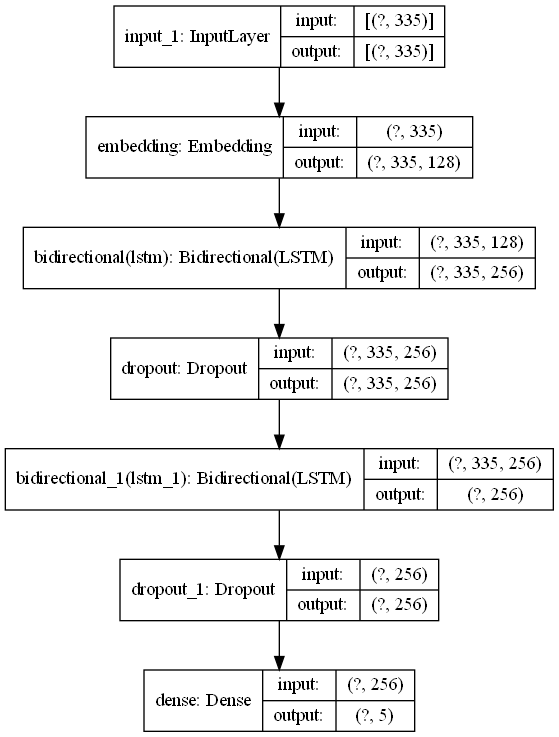 input_1: InputLayer
input: [(?, 335)]
output: [(?, 335)]
embedding: Embedding
input: (?, 335)
output: (?, 335, 128)
bidirectional(lstm): Bidirectional(LSTM)
input: (?, 335, 128)
output: (?, 335, 256)
dropout: Dropout
input: (?, 335, 256)
output: (?, 335, 256)
bidirectional_1(lstm_1): Bidirectional(LSTM)
input: (?, 335, 256)
output: (?, 256)
dropout_1: Dropout
input: (?, 256)
output: (?, 256)
dense: Dense
input: (?, 256)
output: (?, 5)